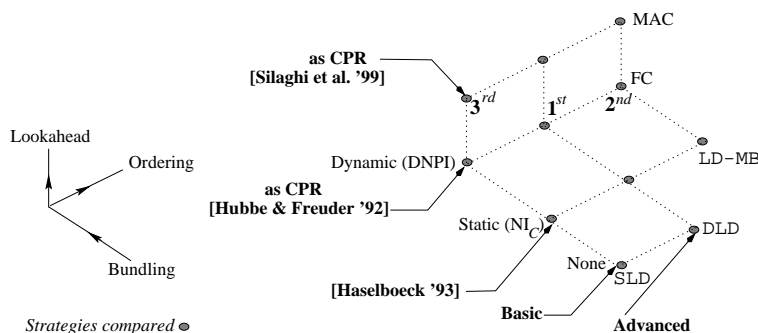 MAC
as CPR
[Silaghi et al. '99]
FC
3rd
1st
2nd
Lookahead
Ordering
Dynamic (DNPI)
LD-MB
as CPR
[Hubbe & Freuder '92]
Static (NIC)
DLD
Bundling
None
SLD
[Haselboeck '93]
Basic
Strategies compared
Advanced